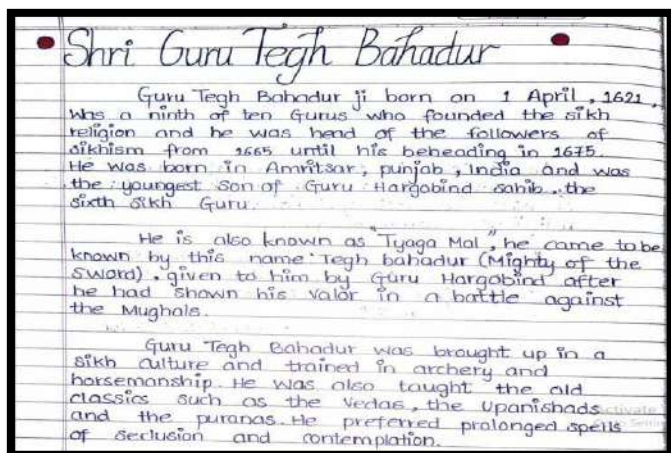 Shri Guru Tegh Bahadur
Guru Tegh Bahadur ji born on 1 April, 1621,
was a ninth of ten Gurus who founded the sikh
religion and he was head of the followers of
sikhism from 1665 until his beheading in 1675.
He was born in Amritsar, punjab, India and was
the youngest son of Guru Hargobind sahib, the
sixth sikh Guru.
He is also known as "Tyaga Mal", he came to be
known by this name Tegh bahadur (Mighty of the
sword), given to him by Guru Hargobind after
he had shown his valor in a battle against
the Mughals.
Guru Tegh Bahadur was brought up in a
sikh culture and trained in archery and
horsemanship. He was also taught the old
classics such as the vedas, the upanishads
and the puranas. He preferred prolonged spells
of seclusion and contemplation.